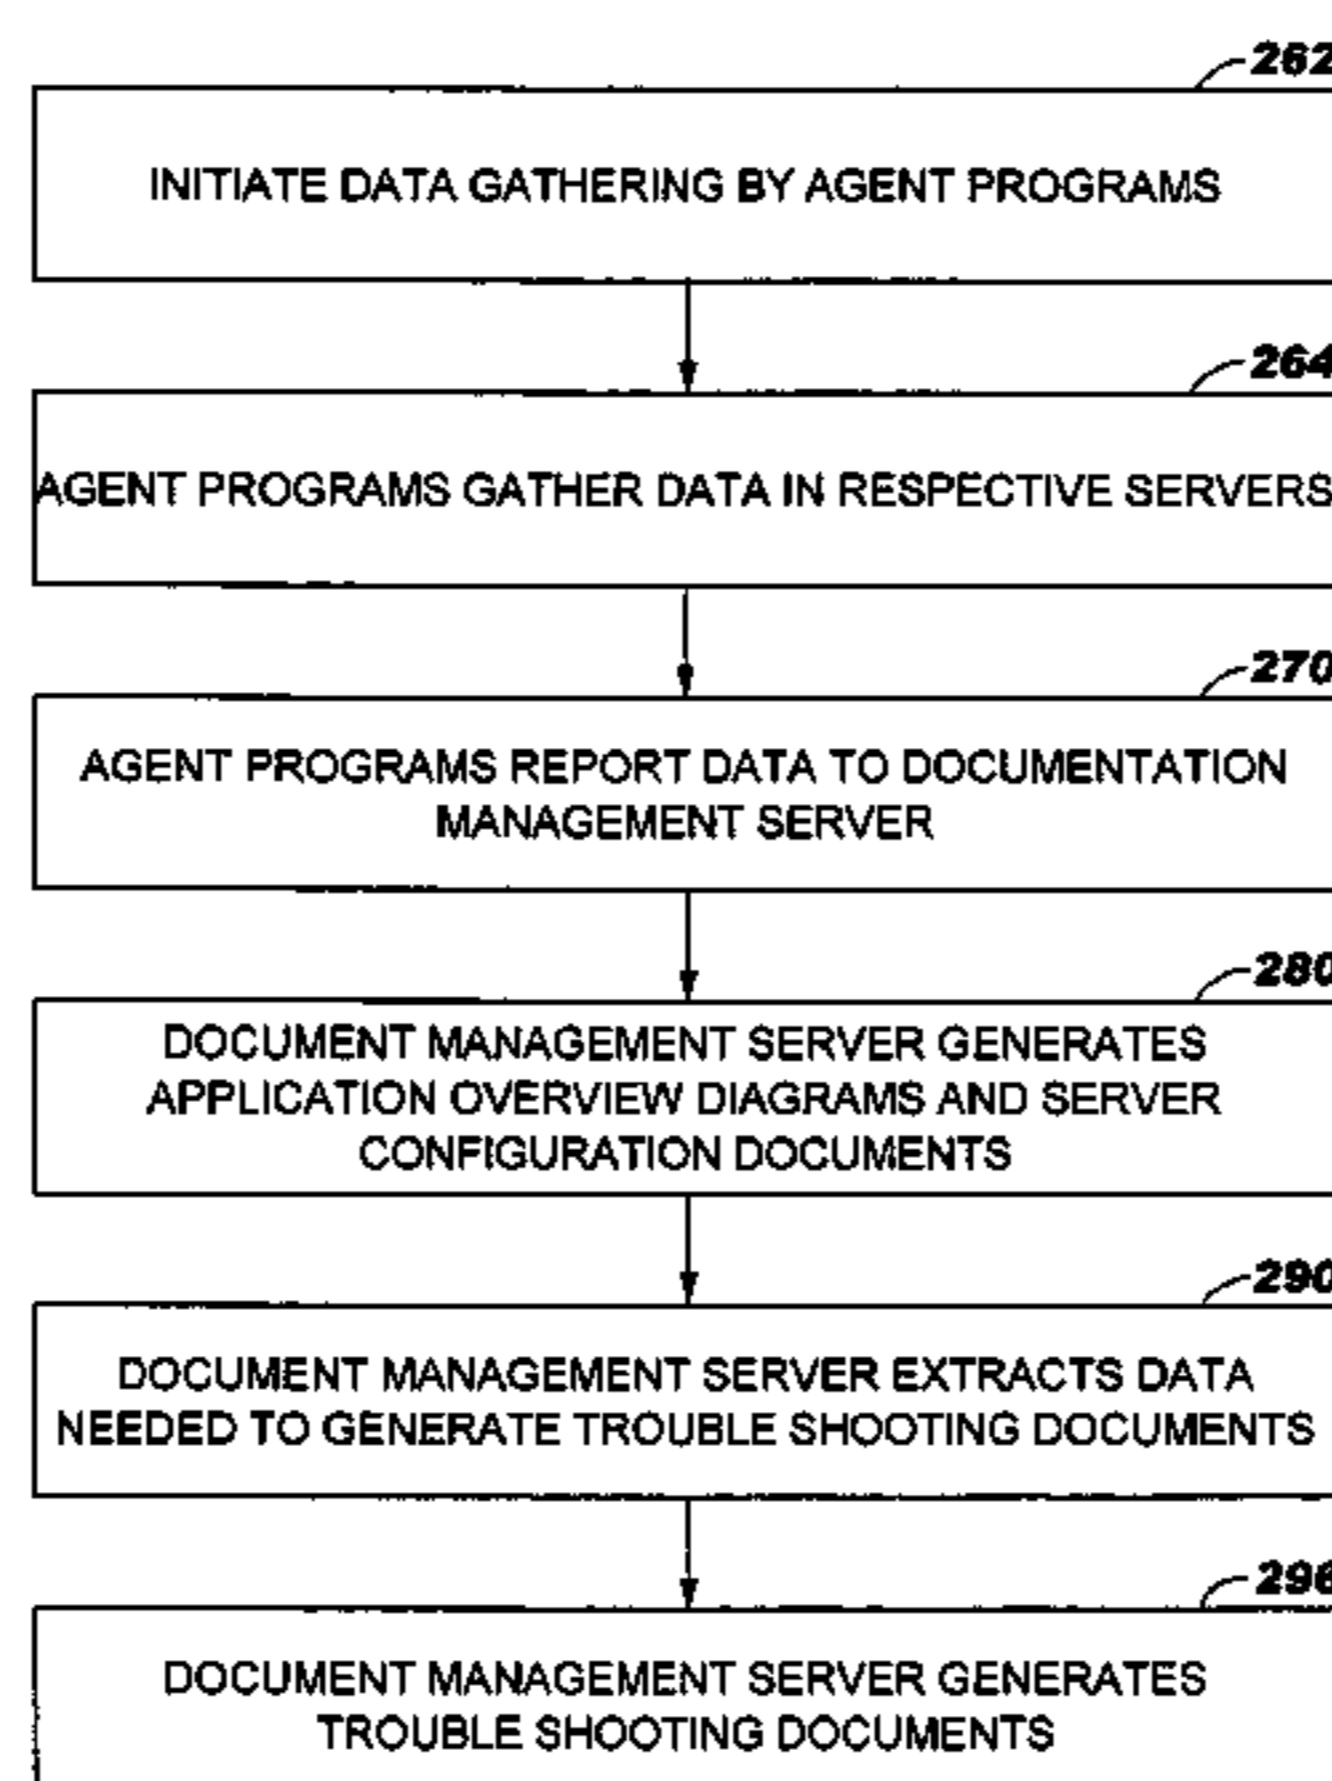 262
INITIATE DATA GATHERING BY AGENT PROGRAMS
264
AGENT PROGRAMS GATHER DATA IN RESPECTIVE SERVERS
270
AGENT PROGRAMS REPORT DATA TO DOCUMENTATION
MANAGEMENT SERVER
280
DOCUMENT MANAGEMENT SERVER GENERATES
APPLICATION OVERVIEW DIAGRAMS AND SERVER
CONFIGURATION DOCUMENTS
290
DOCUMENT MANAGEMENT SERVER EXTRACTS DATA
NEEDED TO GENERATE TROUBLE SHOOTING DOCUMENTS
DOCUMENT MANAGEMENT SERVER GENERATES
TROUBLE SHOOTING DOCUMENTS